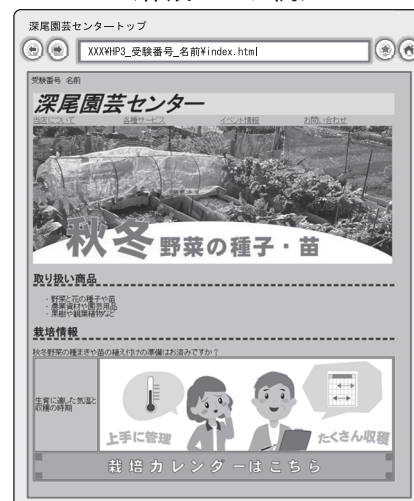 深尾園芸センタートップ
XXX¥HP3_受験番号_名前¥index.html
受験番号 名前
深尾園芸センター
当店について 各種サービス イベント情報 お問い合わせ
秋冬野菜の種子・苗
取り扱い商品
・野菜と花の種子や苗
・農業資材や園芸用品
・果樹や観葉植物など
栽培情報
秋冬野菜の種まきや苗の植え付けの準備はお済みですか？
生育に適した気温と
収穫の時期
上手に管理 たくさん収穫
栽培カレンダーはこちら